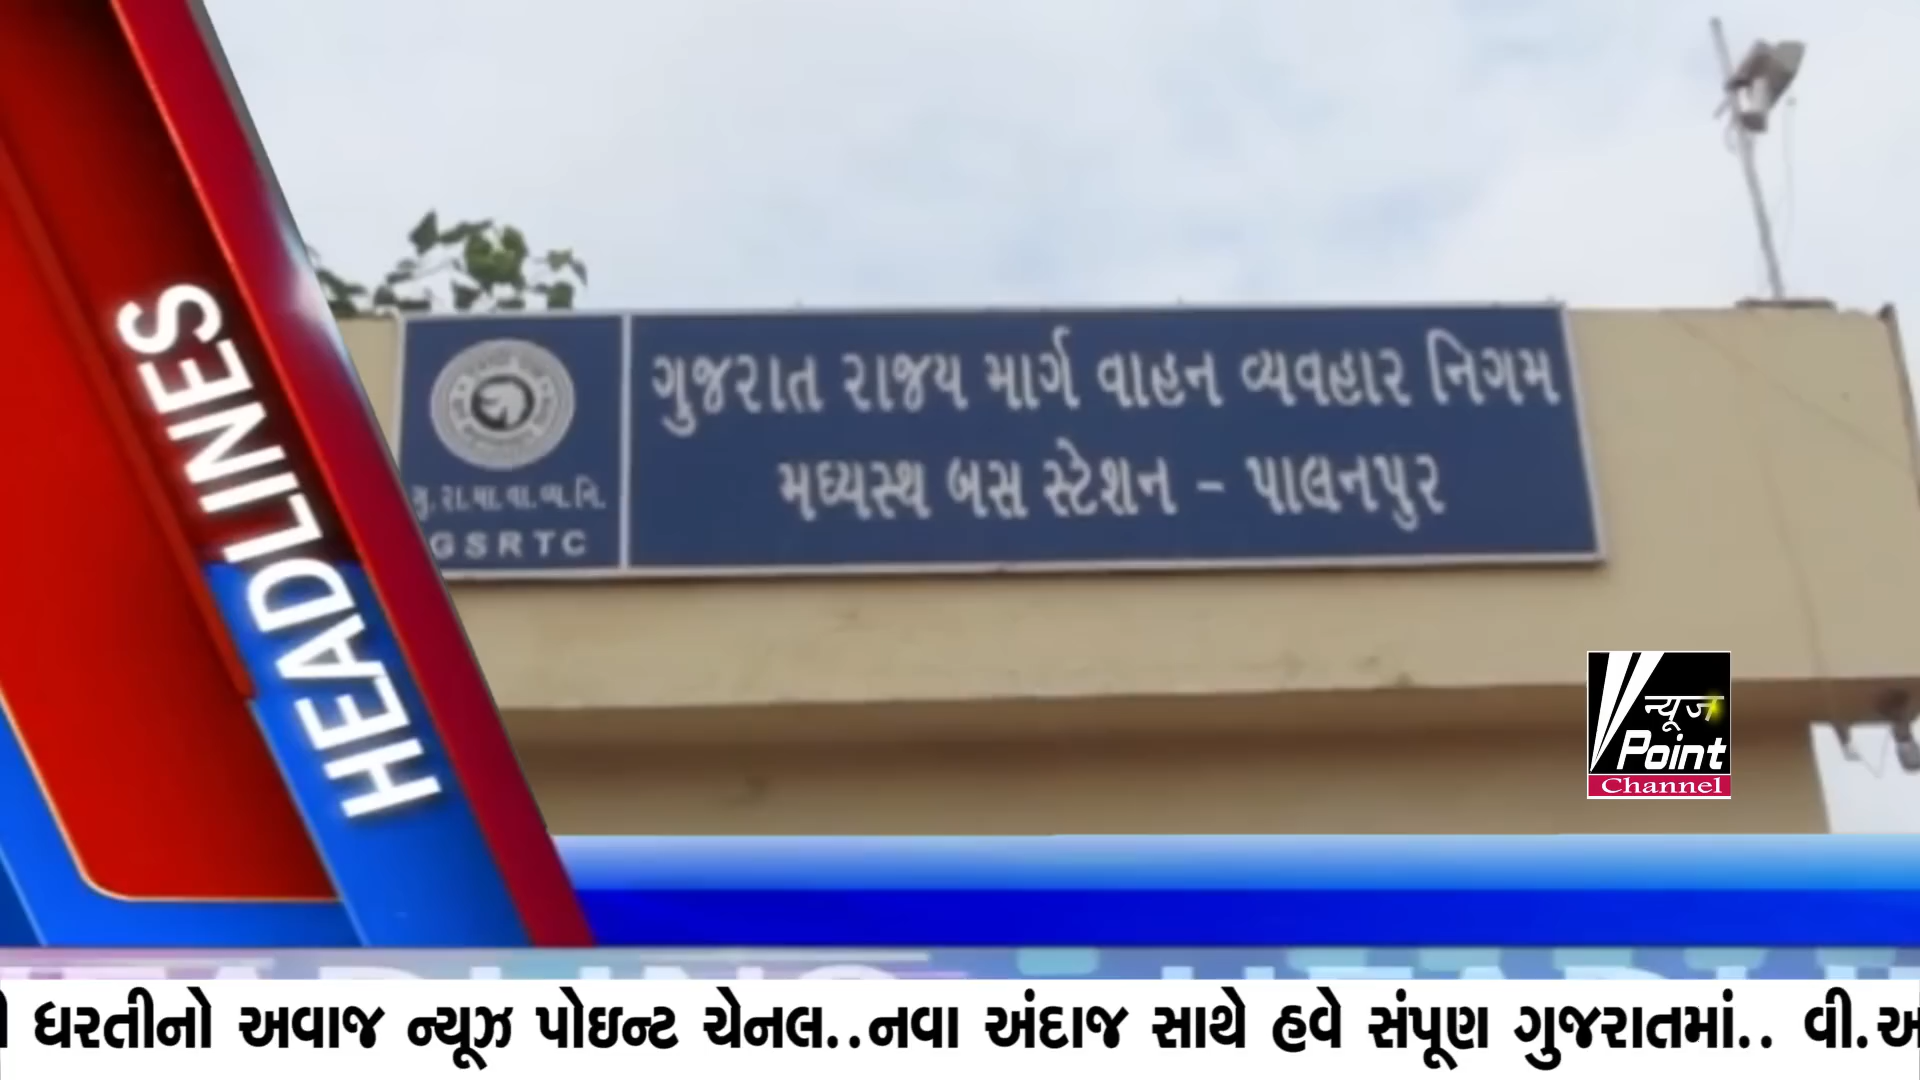 HEADLINES
ગુજરાત રાજય માર્ગ વાહન વ્યવહાર નિગમ
મધ્યસ્થ બસ સ્ટેશન - પાલનપુર
ગુ. રા. મા. વા. વ્ય. નિ.
GSRTC
न्यूज
Point
Channel
ધરતીનો અવાજ ન્યૂઝ પોઇન્ટ ચેનલ..નવા અંદાજ સાથે હવે સંપૂણ ગુજરાતમાં.. વી.અ